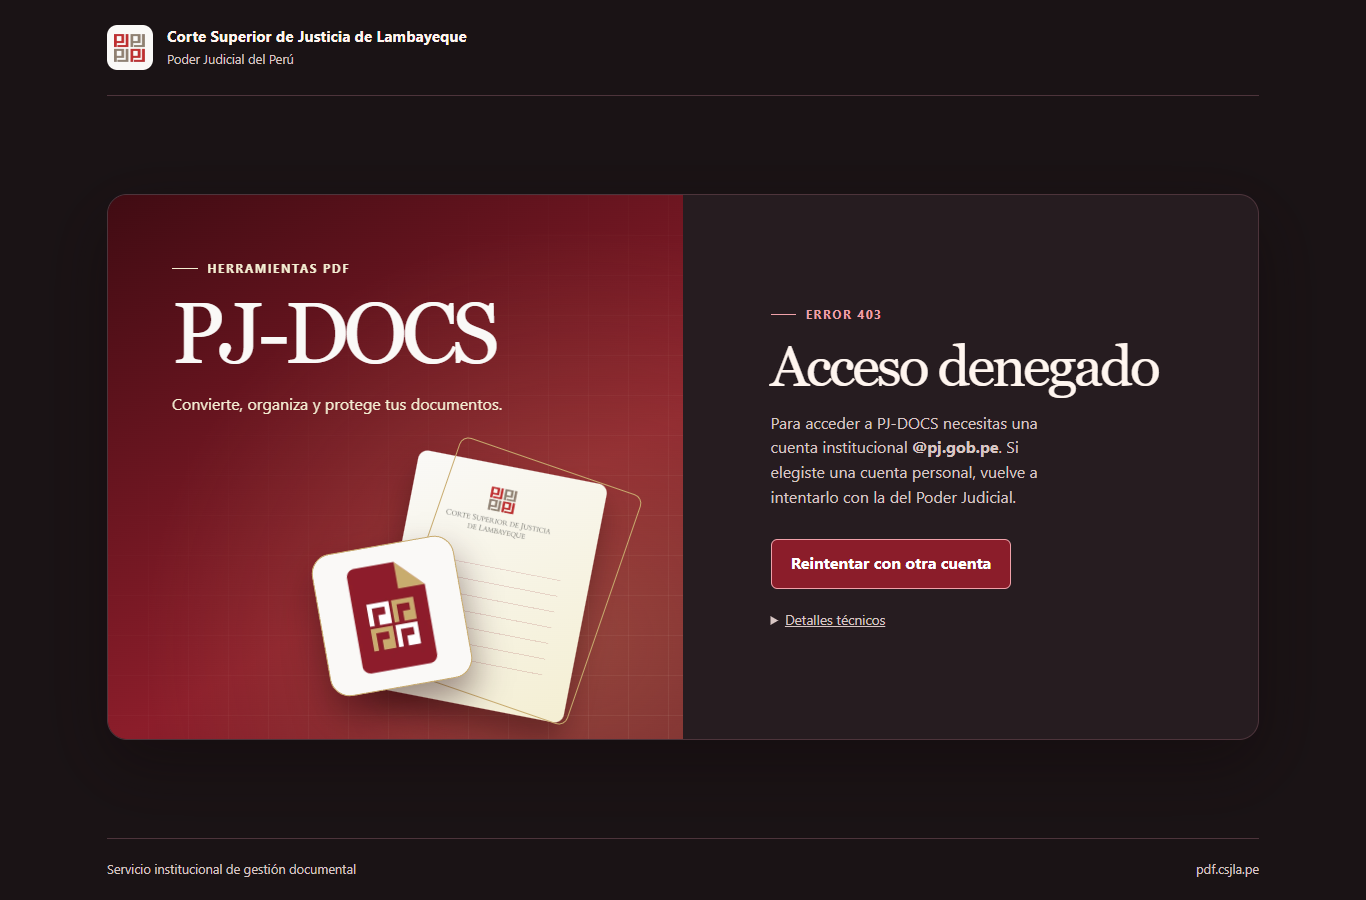 Corte Superior de Justicia de Lambayeque
Poder Judicial del Perú
HERRAMIENTAS PDF
PJ-DOCS
Convierte, organiza y protege tus documentos.
CORTE SUPERIOR DE JUSTICIA
DE LAMBAYEQUE
ERROR 403
Acceso denegado
Para acceder a PJ-DOCS necesitas una
cuenta institucional @pj.gob.pe. Si
elegiste una cuenta personal, vuelve a
intentarlo con la del Poder Judicial.
Reintentar con otra cuenta
Detalles técnicos
Servicio institucional de gestión documental
pdf.csjla.pe